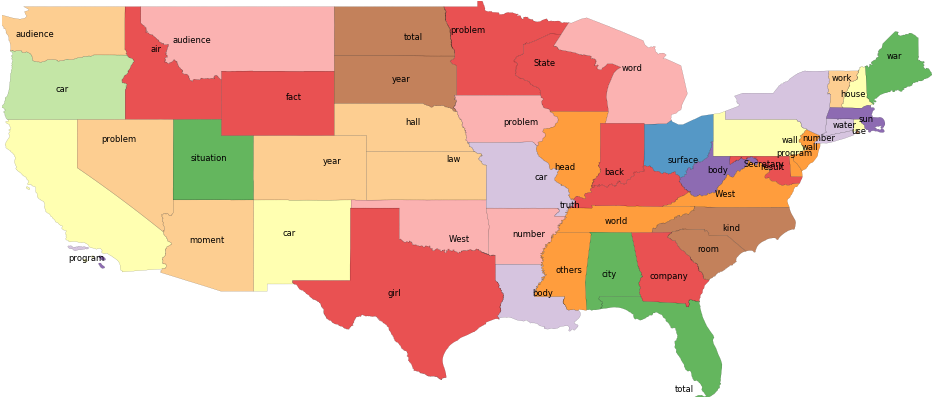 audience
air
audience
total
problem
State
word
war
car
fact
year
work
house
hall
problem
sun
problem
situation
year
law
car
head
back
surface
wall
number
water
use
wall
program
Secretary
result
body
West
truth
moment
car
West
number
world
kind
room
program
girl
body
others
city
company
total